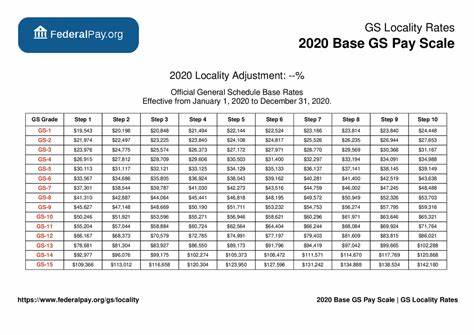 FederalPay.org
GS Locality Rates
2020 Base GS Pay Scale
2020 Locality Adjustment: --%
Official General Schedule Base Rates
Effective from January 1, 2020 to December 31, 2020.
GS Grade Step 1 Step 2 Step 3 Step 4 Step 5 Step 6 Step 7 Step 8 Step 9 Step 10
GS-1 $19,543 $20,198 $20,848 $21,494 $22,144 $22,524 $23,166 $23,814 $23,840 $24,448
GS-2 $21,974 $22,497 $23,225 $24,108 $24,817 $25,526 $26,235 $26,944 $27,653
GS-3 $23,976 $24,775 $25,574 $26,373 $27,172 $27,971 $28,770 $29,569 $30,368 $31,167
GS-4 $26,915 $27,812 $28,709 $29,606 $30,503 $31,400 $32,297 $33,194 $34,091 $34,988
GS-5 $30,113 $31,117 $32,121 $33,125 $34,129 $35,133 $36,137 $37,141 $38,145 $39,149
GS-6 $33,567 $34,686 $35,805 $36,924 $38,043 $39,162 $40,281 $41,400 $42,519 $43,638
GS-7 $37,301 $38,544 $39,787 $41,030 $42,273 $43,516 $44,759 $46,002 $47,245 $48,488
GS-8 $41,310 $42,687 $44,064 $45,441 $46,818 $48,195 $49,572 $50,949 $52,326 $53,703
GS-9 $45,627 $47,148 $48,669 $50,190 $51,711 $53,232 $54,753 $56,274 $57,795 $59,316
GS-10 $50,246 $51,921 $53,596 $55,271 $56,946 $58,621 $60,296 $61,971 $63,646 $65,321
GS-11 $55,204 $57,044 $58,884 $60,724 $62,564 $64,404 $66,244 $68,084 $69,924 $71,764
GS-12 $66,167 $68,373 $70,579 $72,785 $74,991 $77,197 $79,403 $81,609 $83,815 $86,021
GS-13 $78,681 $81,304 $83,927 $86,550 $89,173 $91,796 $94,419 $97,042 $99,665 $102,288
GS-14 $92,977 $96,076 $99,175 $102,274 $105,373 $108,472 $111,571 $114,670 $117,769 $120,868
GS-15 $109,366 $113,012 $116,658 $120,304 $123,950 $127,596 $131,242 $134,888 $138,534 $142,180
https://www.federalpay.org/gs/locality
2020 Base GS Pay Scale | GS Locality Rates